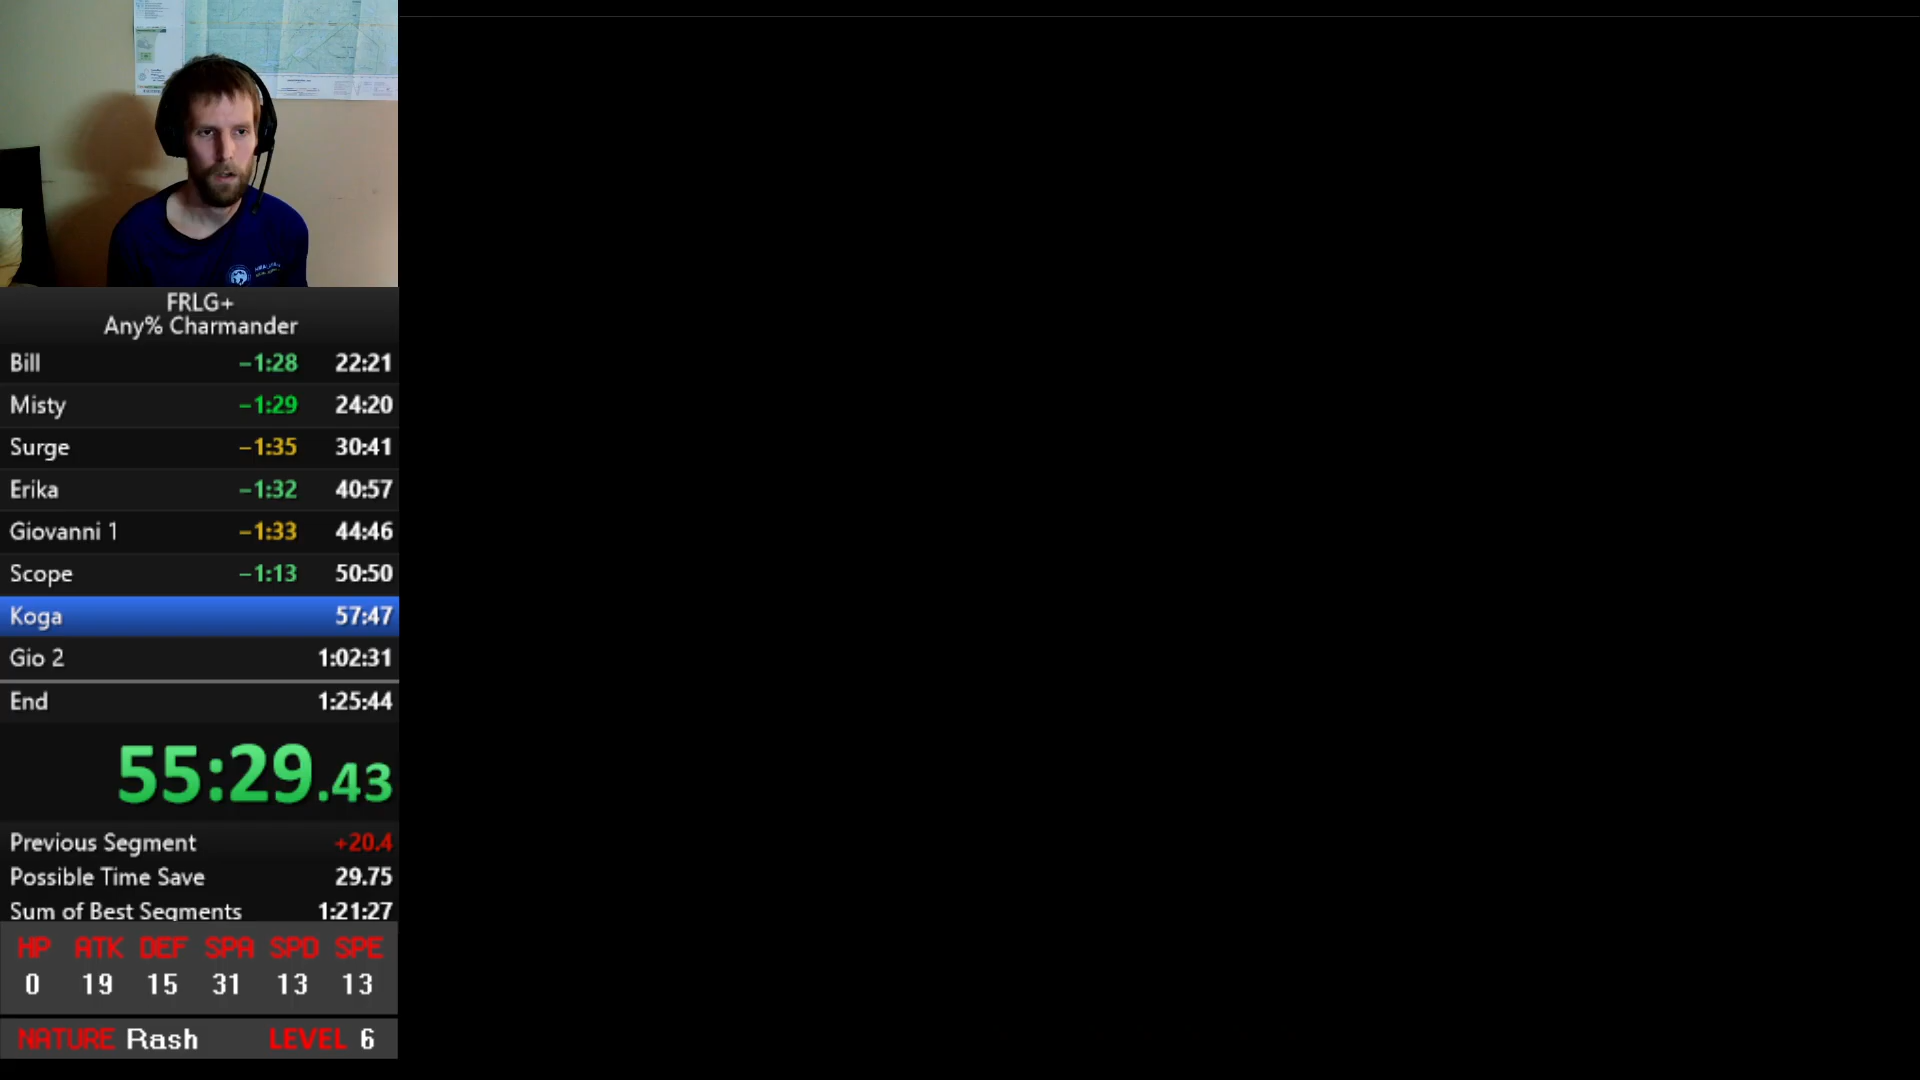 FRLG+
Any% Charmander
Bill −1:28 22:21
Misty −1:29 24:20
Surge −1:35 30:41
Erika −1:32 40:57
Giovanni 1 −1:33 44:46
Scope −1:13 50:50
Koga 57:47
Gio 2 1:02:31
End 1:25:44
55:29.43
Previous Segment +20.4
Possible Time Save 29.75
Sum of Best Segments 1:21:27
HP ATK DEF SPA SPD SPE
0 19 15 31 13 13
NATURE Rash LEVEL 6